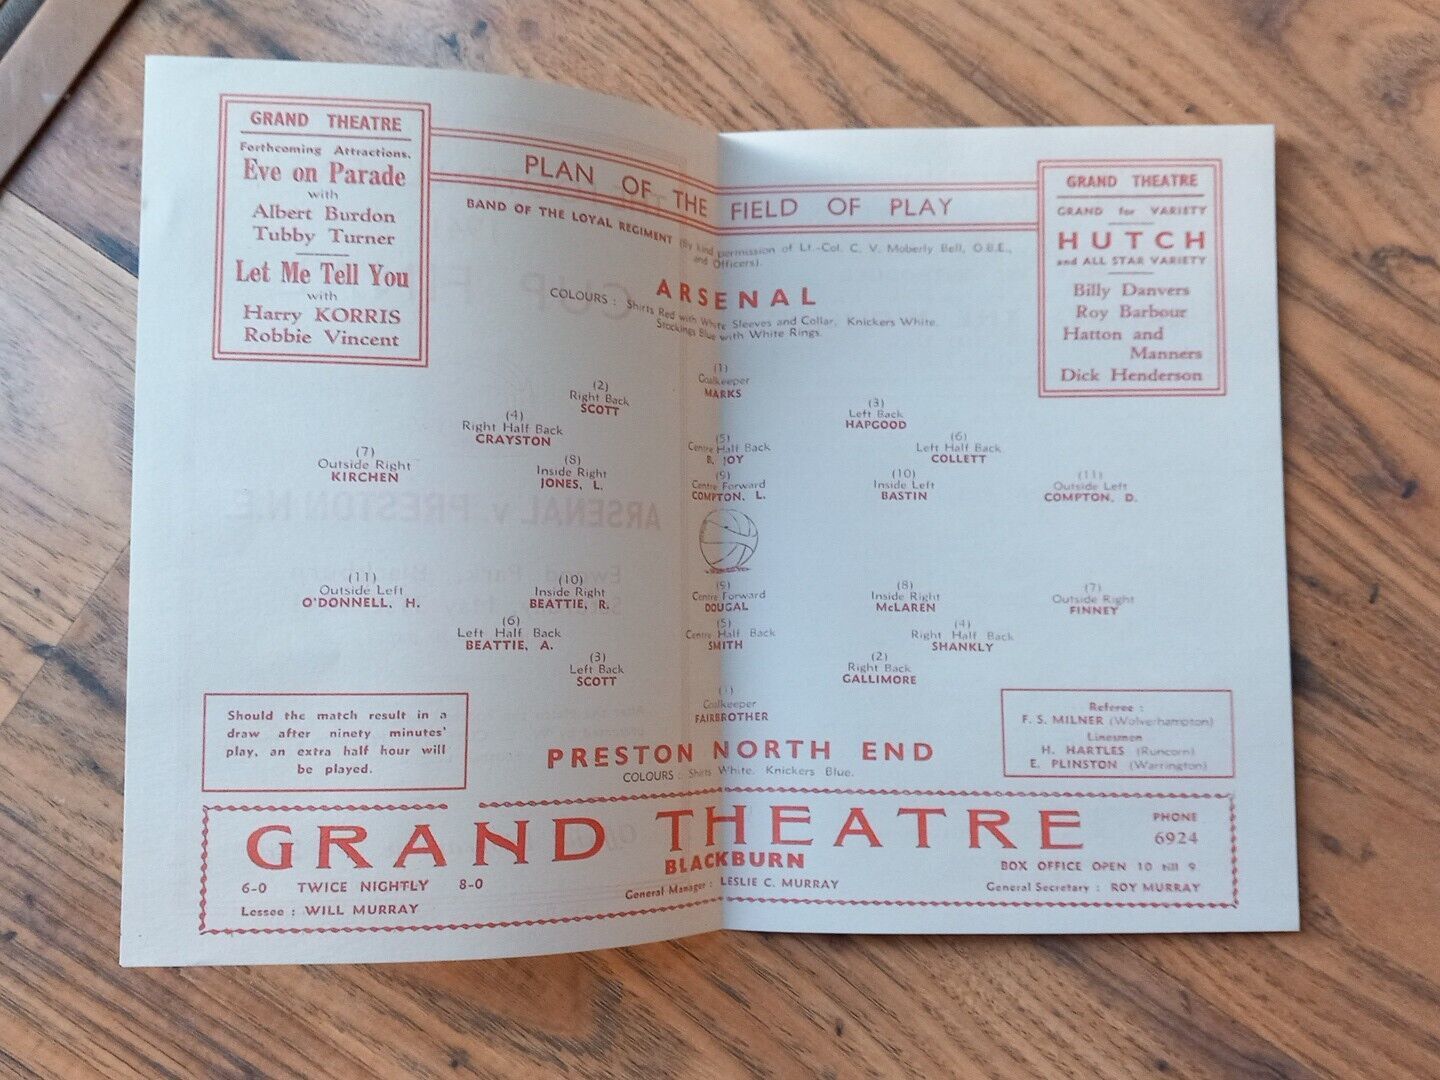 GRAND THEATRE
Forthcoming Attractions.
Eve on Parade
with
Albert Burdon
Tubby Turner
Let Me Tell You
with
Harry KORRIS
Robbie Vincent
PLAN OF THE FIELD OF PLAY
BAND OF THE LOYAL REGIMENT (By kind permission of Lt.-Col. C. V. Moberly Bell, O.B.E.,
and Officers).
ARSENAL
COLOURS : Shirts Red with White Sleeves and Collar. Knickers White.
Stockings Blue with White Rings.
GRAND THEATRE
GRAND for VARIETY
HUTCH
and ALL STAR VARIETY
Billy Danvers
Roy Barbour
Hatton and
Manners
Dick Henderson
(1)
Goalkeeper
MARKS
(2)
Right Back
SCOTT
(3)
Left Back
HAPGOOD
(4)
Right Half Back
CRAYSTON
(5)
Centre Half Back
B. JOY
(6)
Left Half Back
COLLETT
(7)
Outside Right
KIRCHEN
(8)
Inside Right
JONES, L.
(9)
Centre Forward
COMPTON, L.
(10)
Inside Left
BASTIN
(11)
Outside Left
COMPTON, D.
(11)
Outside Left
O'DONNELL, H.
(10)
Inside Right
BEATTIE, R.
(9)
Centre Forward
DOUGAL
(8)
Inside Right
McLAREN
(7)
Outside Right
FINNEY
(6)
Left Half Back
BEATTIE, A.
(5)
Centre Half Back
SMITH
(4)
Right Half Back
SHANKLY
(3)
Left Back
SCOTT
(2)
Right Back
GALLIMORE
(1)
Goalkeeper
FAIRBROTHER
PRESTON NORTH END
COLOURS : Shirts White. Knickers Blue.
Should the match result in a
draw after ninety minutes'
play, an extra half hour will
be played.
Referee :
F. S. MILNER (Wolverhampton)
Linesmen
H. HARTLES (Runcorn)
E. PLINSTON (Warrington)
GRAND THEATRE
BLACKBURN
PHONE
6924
6-0 TWICE NIGHTLY 8-0
BOX OFFICE OPEN 10 till 9
Lessee : WILL MURRAY
General Manager : LESLIE C. MURRAY
General Secretary : ROY MURRAY